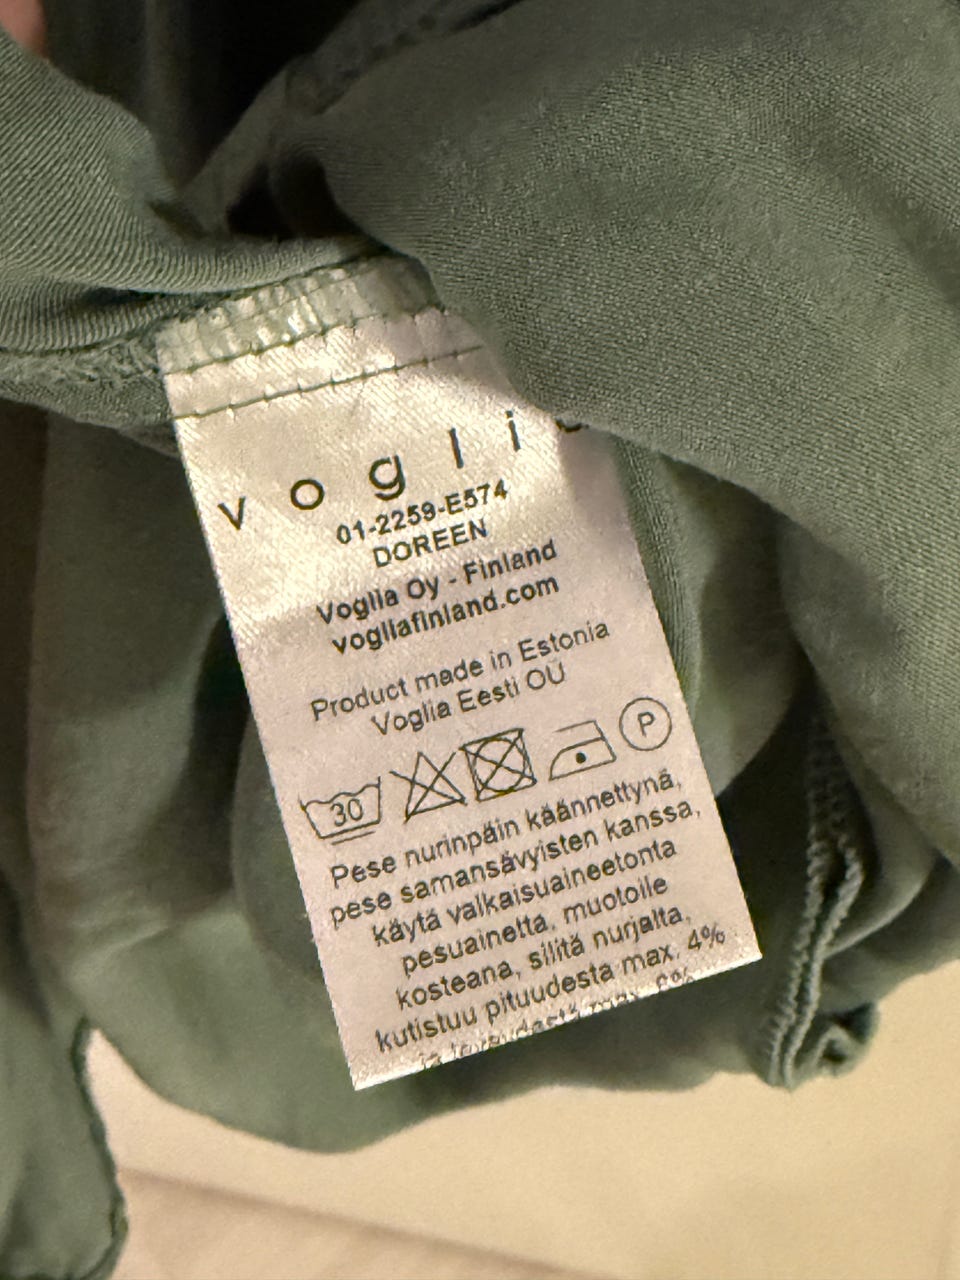 voglia
01-2259-E574
DOREEN
Voglia Oy - Finland
vogliafinland.com
Product made in Estonia
Voglia Eesti OÜ
30 P
Pese nurinpäin käännettynä,
pese samansävyisten kanssa,
käytä valkaisuaineetonta
pesuainetta, muotoile
kosteana, silitä nurjalta,
kutistuu pituudesta max. 4%